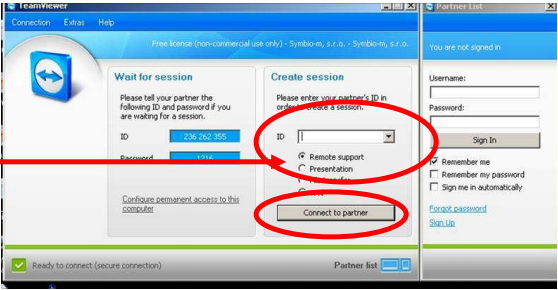 TeamViewer
Partner List
Connection Extras Help
Free license (non-commercial use only) - Symbio-m, s.r.o. - Symbio-m, s.r.o.
You are not signed in
Wait for session
Please tell your partner the
following ID and password if you
are waiting for a session.
ID 236 262 355
Password 1216
Configure permanent access to this
computer
Create session
Please enter your partner's ID in
order to create a session.
ID
Remote support
Presentation
Connect to partner
Username:
Password:
Sign In
Remember me
Remember my password
Sign me in automatically
Forgot password
Sign Up
Ready to connect (secure connection)
Partner list